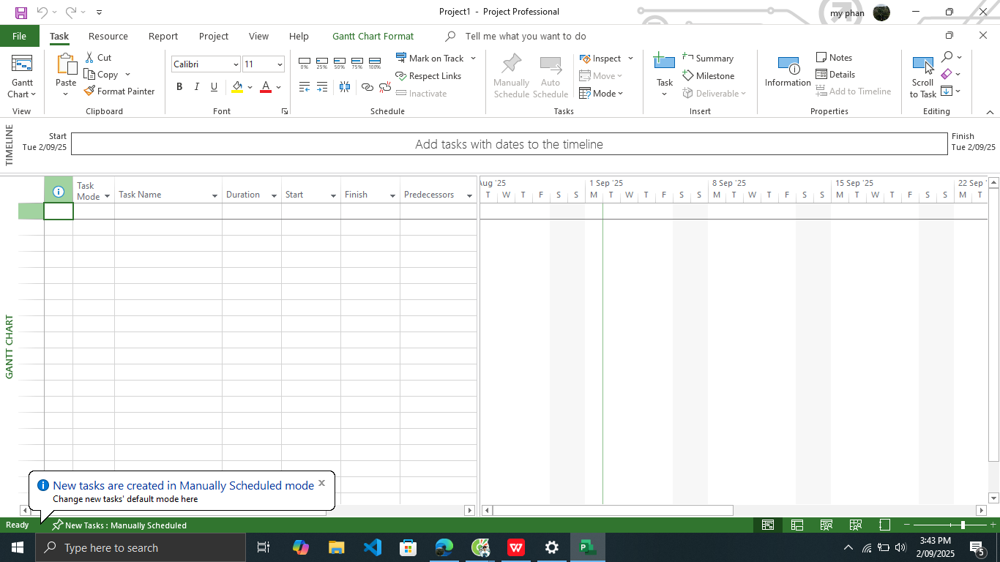 Project1 - Project Professional
my phan
File Task Resource Report Project View Help Gantt Chart Format Tell me what you want to do
Gantt
Chart
View
Paste
Cut
Copy
Format Painter
Clipboard
Calibri 11
B I U A
Font
0% 25% 50% 75% 100%
Mark on Track
Respect Links
Inactivate
Schedule
Manually
Schedule
Auto
Schedule
Inspect
Move
Mode
Tasks
Task
Summary
Milestone
Deliverable
Insert
Information
Notes
Details
Add to Timeline
Properties
Scroll
to Task
Editing
TIMELINE
Start
Tue 2/09/25
Add tasks with dates to the timeline
Finish
Tue 2/09/25
Task
Mode
Task Name Duration Start Finish Predecessors
Aug '25 1 Sep '25 8 Sep '25 15 Sep '25 22 Sep '
T W T F S S M T W T F S S M T W T F S S M T W T F S S M T
GANTT CHART
New tasks are created in Manually Scheduled mode
Change new tasks' default mode here
Ready New Tasks : Manually Scheduled
Type here to search
3:43 PM
2/09/2025
5